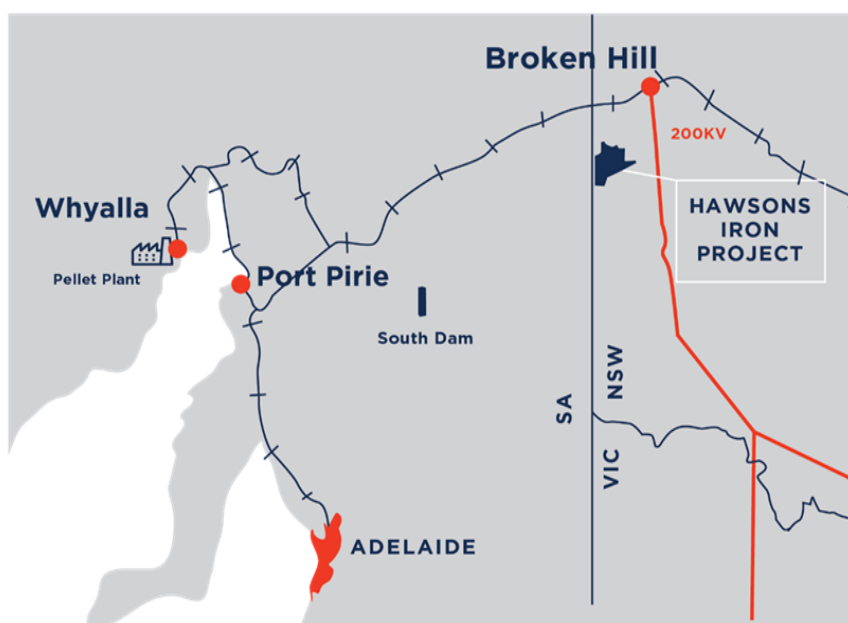 Broken Hill
200KV
Whyalla
HAWSONS
IRON
PROJECT
Pellet Plant
Port Pirie
South Dam
SA
NSW
VIC
ADELAIDE